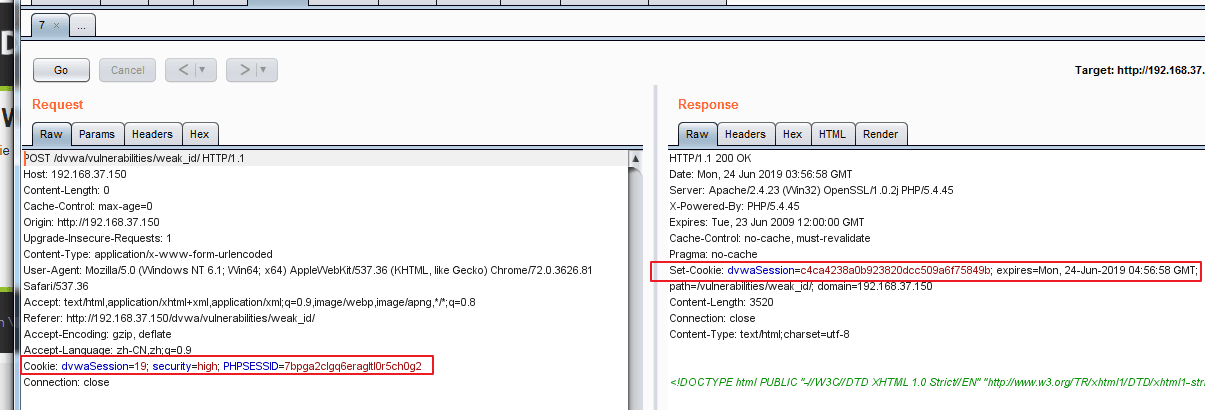 7 ×
...
Go
Cancel
<
>
Target: http://192.168.37.
Request
Response
Raw
Params
Headers
Hex
Raw
Headers
Hex
HTML
Render
POST /dvwa/vulnerabilities/weak_id/ HTTP/1.1
Host: 192.168.37.150
Content-Length: 0
Cache-Control: max-age=0
Origin: http://192.168.37.150
Upgrade-Insecure-Requests: 1
Content-Type: application/x-www-form-urlencoded
User-Agent: Mozilla/5.0 (Windows NT 6.1; Win64; x64) AppleWebKit/537.36 (KHTML, like Gecko) Chrome/72.0.3626.81
Safari/537.36
Accept: text/html,application/xhtml+xml,application/xml;q=0.9,image/webp,image/apng,*/*;q=0.8
Referer: http://192.168.37.150/dvwa/vulnerabilities/weak_id/
Accept-Encoding: gzip, deflate
Accept-Language: zh-CN,zh;q=0.9
Cookie: dvwaSession=19; security=high; PHPSESSID=7bpga2clgq6eragltl0r5ch0g2
Connection: close
HTTP/1.1 200 OK
Date: Mon, 24 Jun 2019 03:56:58 GMT
Server: Apache/2.4.23 (Win32) OpenSSL/1.0.2j PHP/5.4.45
X-Powered-By: PHP/5.4.45
Expires: Tue, 23 Jun 2009 12:00:00 GMT
Cache-Control: no-cache, must-revalidate
Pragma: no-cache
Set-Cookie: dvwaSession=c4ca4238a0b923820dcc509a6f75849b; expires=Mon, 24-Jun-2019 04:56:58 GMT;
path=/vulnerabilities/weak_id/; domain=192.168.37.150
Content-Length: 3520
Connection: close
Content-Type: text/html;charset=utf-8
<!DOCTYPE html PUBLIC "-//W3C//DTD XHTML 1.0 Strict//EN" "http://www.w3.org/TR/xhtml1/DTD/xhtml1-stri